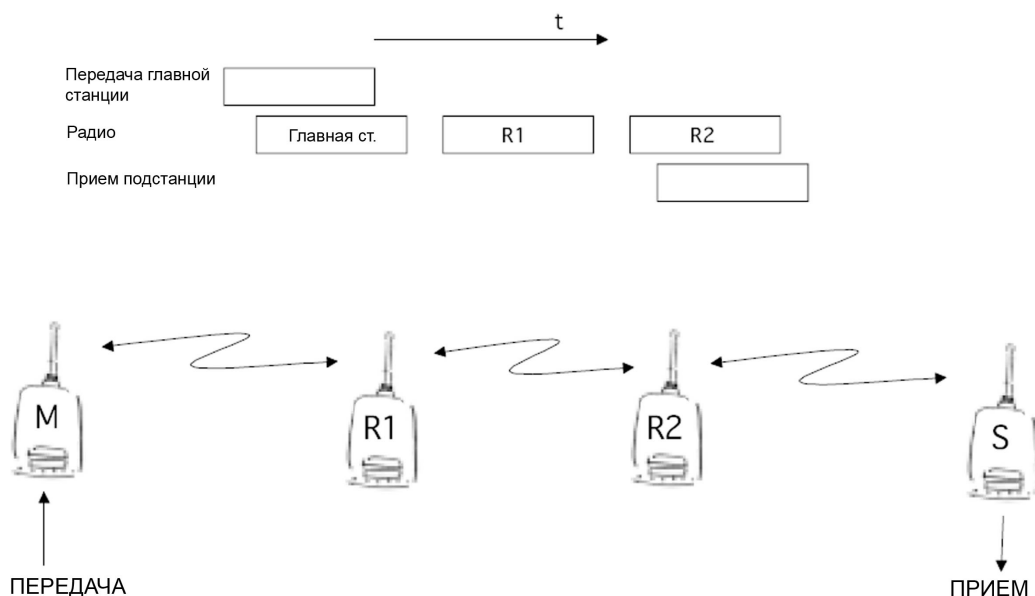 t
Передача главной
станции
Радио
Главная ст.
R1
R2
Прием подстанции
M
R1
R2
S
ПЕРЕДАЧА
ПРИЕМ